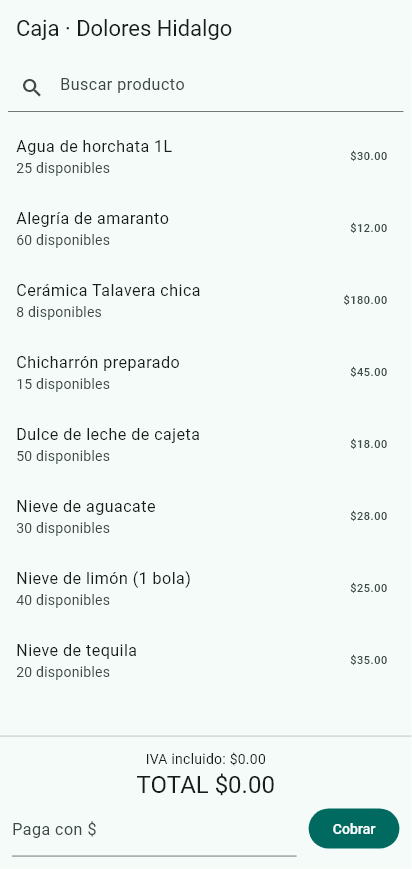 Caja · Dolores Hidalgo
Buscar producto
Agua de horchata 1L
25 disponibles
$30.00
Alegría de amaranto
60 disponibles
$12.00
Cerámica Talavera chica
8 disponibles
$180.00
Chicharrón preparado
15 disponibles
$45.00
Dulce de leche de cajeta
50 disponibles
$18.00
Nieve de aguacate
30 disponibles
$28.00
Nieve de limón (1 bola)
40 disponibles
$25.00
Nieve de tequila
20 disponibles
$35.00
IVA incluido: $0.00
TOTAL $0.00
Paga con $
Cobrar